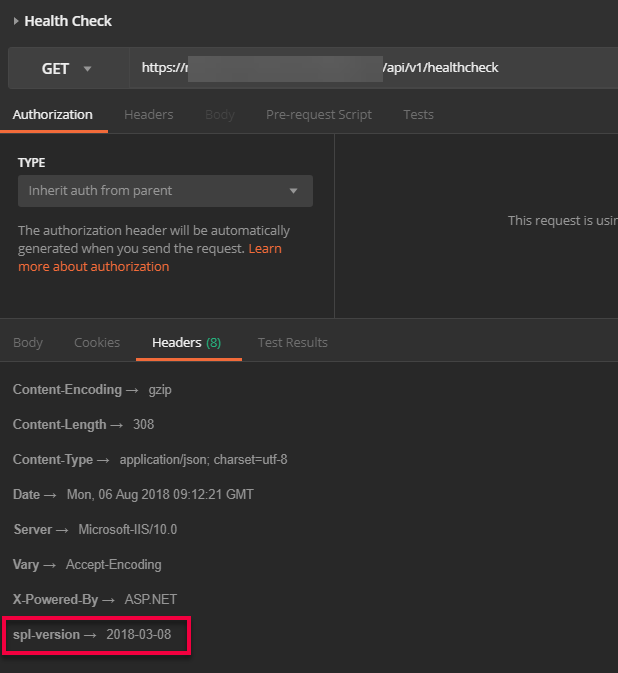 Health Check
GET https://r /api/v1/healthcheck
Authorization Headers Body Pre-request Script Tests
TYPE
Inherit auth from parent
The authorization header will be automatically
generated when you send the request. Learn
more about authorization
This request is usin
Body Cookies Headers (8) Test Results
Content-Encoding → gzip
Content-Length → 308
Content-Type → application/json; charset=utf-8
Date → Mon, 06 Aug 2018 09:12:21 GMT
Server → Microsoft-IIS/10.0
Vary → Accept-Encoding
X-Powered-By → ASP.NET
spl-version → 2018-03-08